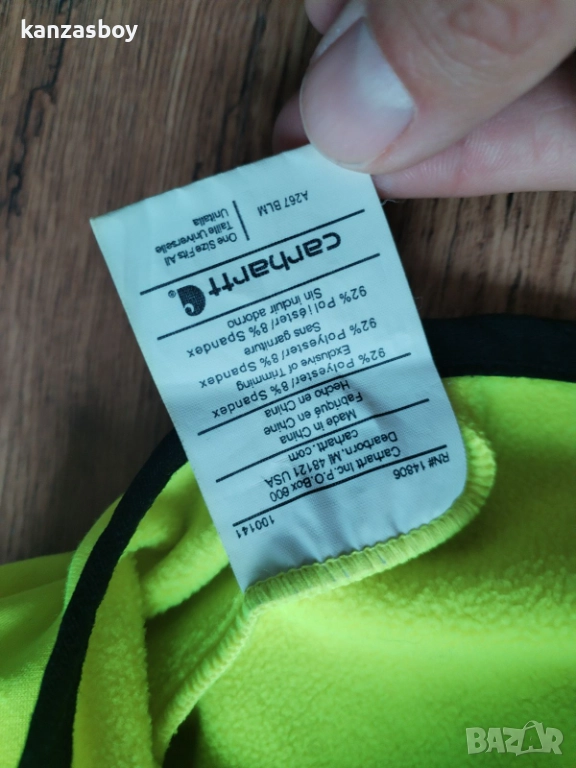 kanzasboy
A267 BLM
One Size Fits All
Taille Universelle
Unitalla
carhartt
®
92% Poliéster/ 8% Spandex
Sin incluir adorno
92% Polyester/ 8% Spandex
Sans garniture
92% Polyester/ 8% Spandex
Exclusive of Trimming
Hecho en China
Fabriqué en China
Made in China
carhartt.com
Dearborn, MI 48121 USA
Carhartt Inc. P.O.Box 600
RN# 14806
100141
BAZAR